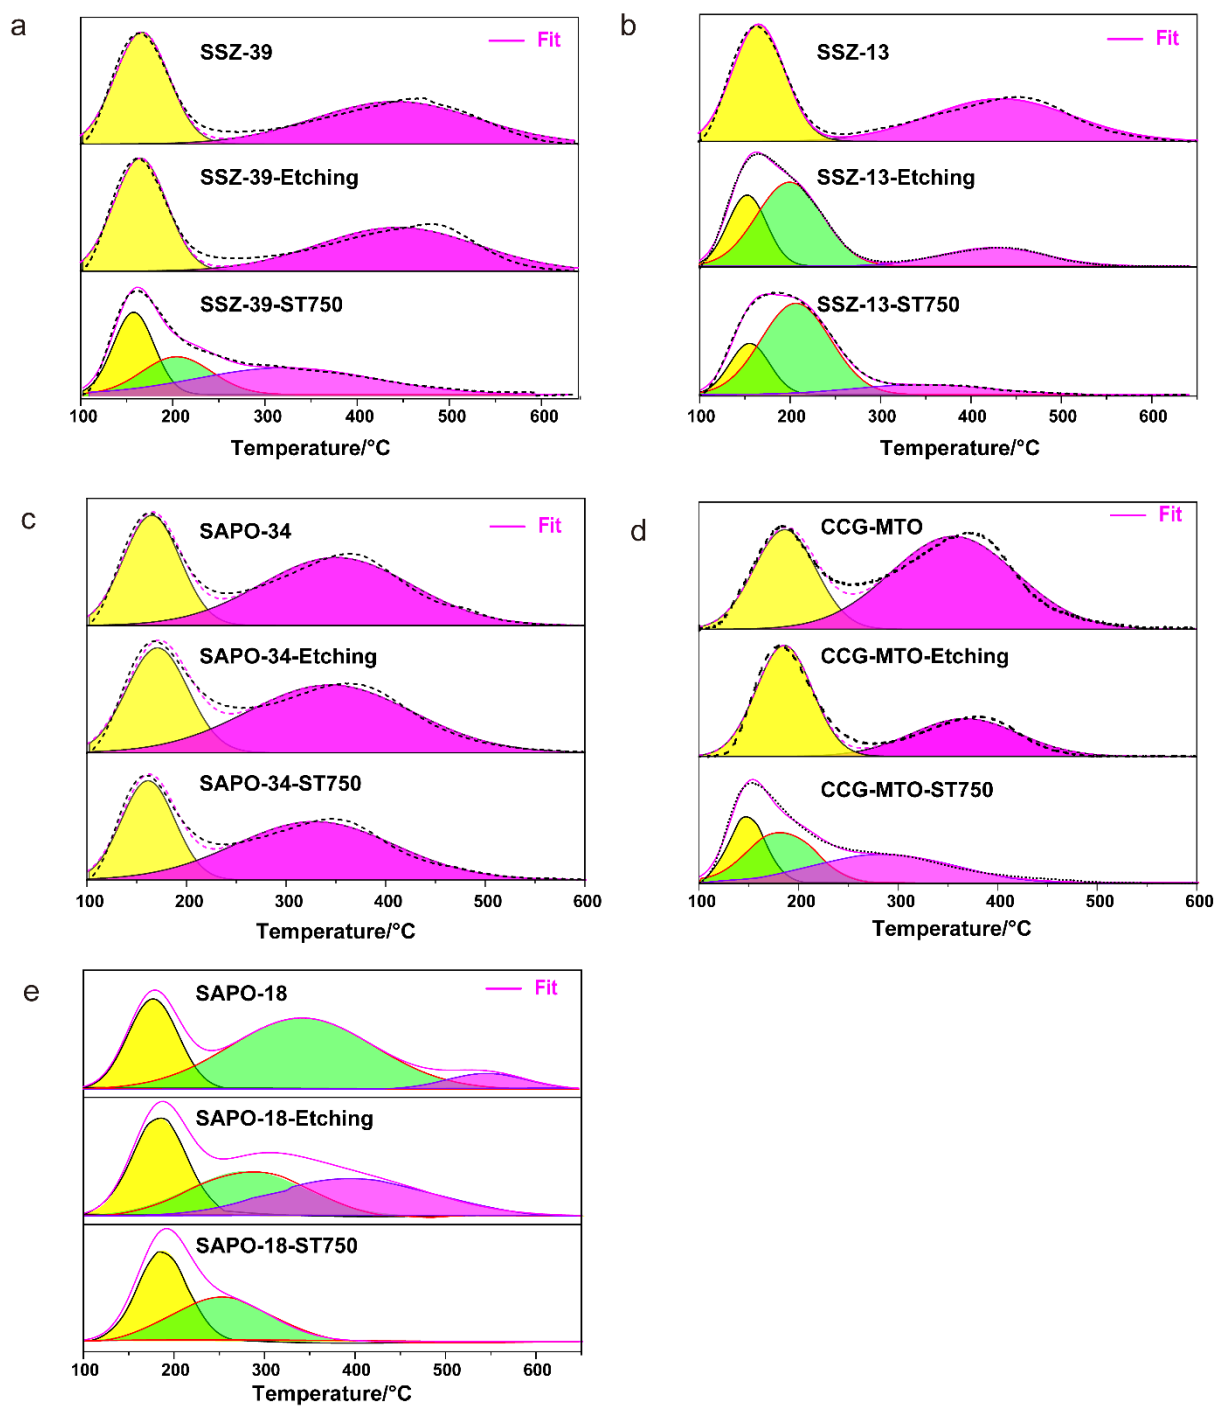 a
Fit
SSZ-39
SSZ-39-Etching
SSZ-39-ST750
100 200 300 400 500 600
Temperature/°C
b
Fit
SSZ-13
SSZ-13-Etching
SSZ-13-ST750
100 200 300 400 500 600
Temperature/°C
c
Fit
SAPO-34
SAPO-34-Etching
SAPO-34-ST750
100 200 300 400 500 600
Temperature/°C
d
Fit
CCG-MTO
CCG-MTO-Etching
CCG-MTO-ST750
100 200 300 400 500 600
Temperature/°C
e
Fit
SAPO-18
SAPO-18-Etching
SAPO-18-ST750
100 200 300 400 500 600
Temperature/°C